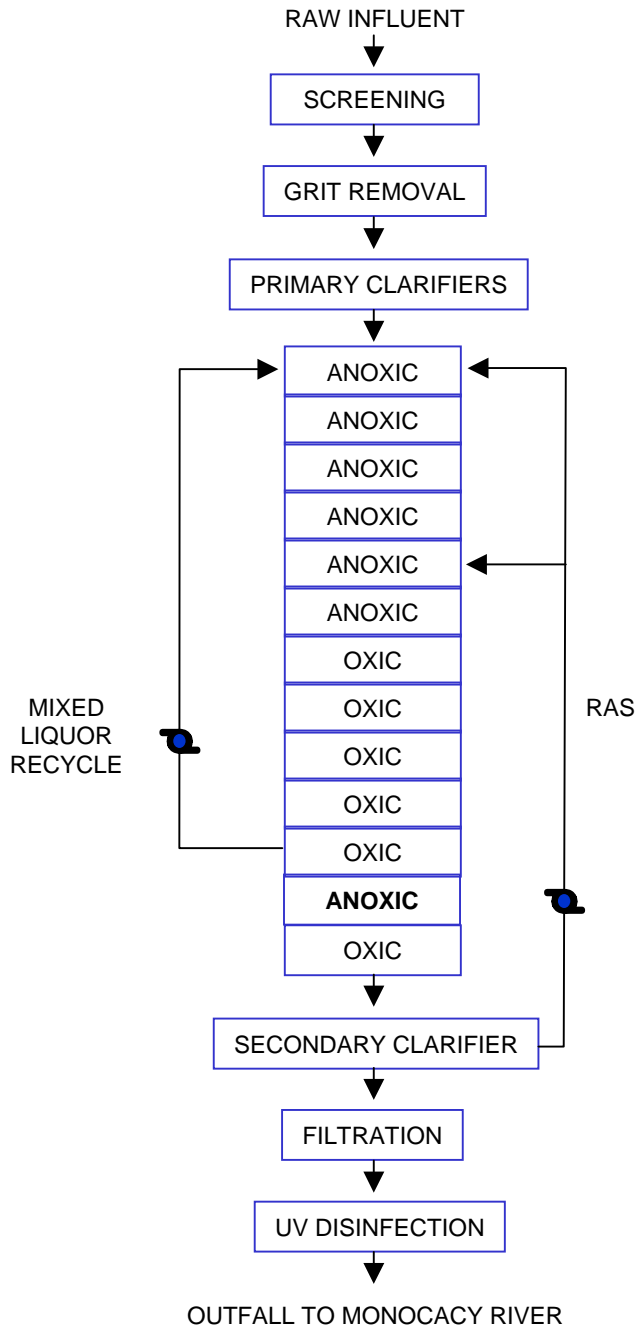 RAW INFLUENT
SCREENING
GRIT REMOVAL
PRIMARY CLARIFIERS
ANOXIC
ANOXIC
ANOXIC
ANOXIC
ANOXIC
ANOXIC
OXIC
OXIC
OXIC
OXIC
OXIC
ANOXIC
OXIC
MIXED
LIQUOR
RECYCLE
RAS
SECONDARY CLARIFIER
FILTRATION
UV DISINFECTION
OUTFALL TO MONOCACY RIVER